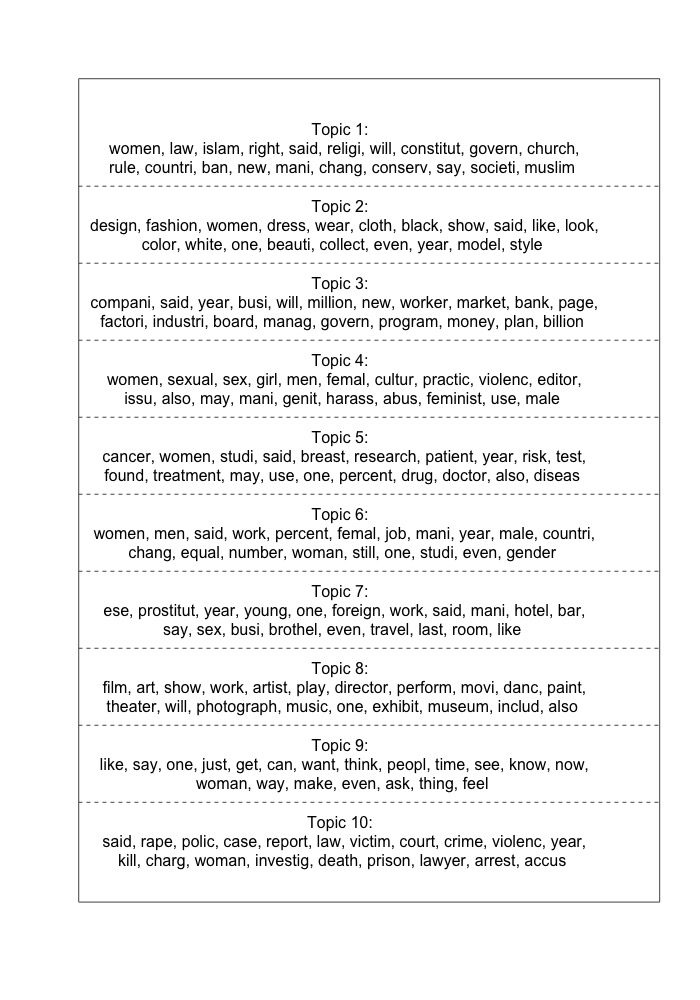 Topic 1:
women, law, islam, right, said, religi, will, constitut, govern, church,
rule, countri, ban, new, mani, chang, conserv, say, societi, muslim
Topic 2:
design, fashion, women, dress, wear, cloth, black, show, said, like, look,
color, white, one, beauti, collect, even, year, model, style
Topic 3:
compani, said, year, busi, will, million, new, worker, market, bank, page,
factori, industri, board, manag, govern, program, money, plan, billion
Topic 4:
women, sexual, sex, girl, men, femal, cultur, practic, violenc, editor,
issu, also, may, mani, genit, harass, abus, feminist, use, male
Topic 5:
cancer, women, studi, said, breast, research, patient, year, risk, test,
found, treatment, may, use, one, percent, drug, doctor, also, diseas
Topic 6:
women, men, said, work, percent, femal, job, mani, year, male, countri,
chang, equal, number, woman, still, one, studi, even, gender
Topic 7:
ese, prostitut, year, young, one, foreign, work, said, mani, hotel, bar,
say, sex, busi, brothel, even, travel, last, room, like
Topic 8:
film, art, show, work, artist, play, director, perform, movi, danc, paint,
theater, will, photograph, music, one, exhibit, museum, includ, also
Topic 9:
like, say, one, just, get, can, want, think, peopl, time, see, know, now,
woman, way, make, even, ask, thing, feel
Topic 10:
said, rape, polic, case, report, law, victim, court, crime, violenc, year,
kill, charg, woman, investig, death, prison, lawyer, arrest, accus